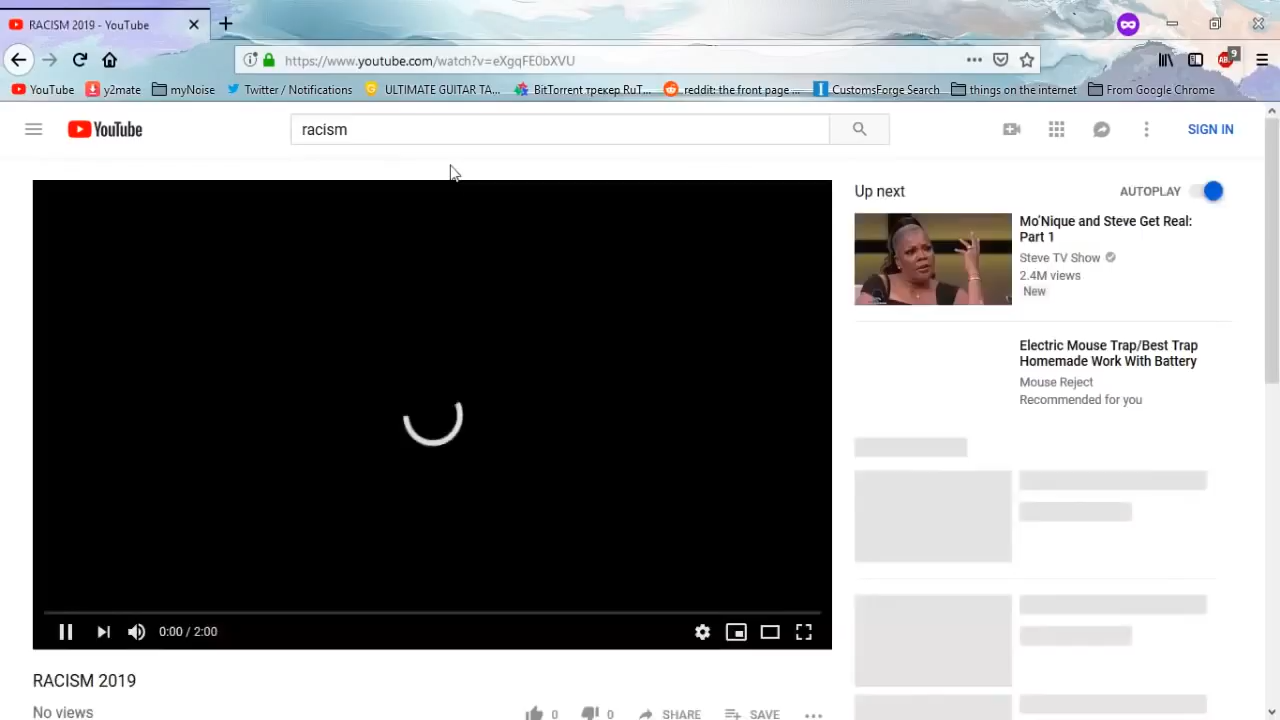 RACISM 2019 - YouTube
https://www.youtube.com/watch?v=eXgqFE0bXVU
9
YouTube
y2mate
myNoise
Twitter / Notifications
ULTIMATE GUITAR TA...
BitTorrent трекер RuT...
reddit: the front page ...
CustomsForge Search
things on the internet
From Google Chrome
YouTube
racism
SIGN IN
Up next
AUTOPLAY
Mo'Nique and Steve Get Real:
Part 1
Steve TV Show
2.4M views
New
Electric Mouse Trap/Best Trap
Homemade Work With Battery
Mouse Reject
Recommended for you
0:00 / 2:00
RACISM 2019
No views
0
0
SHARE
SAVE